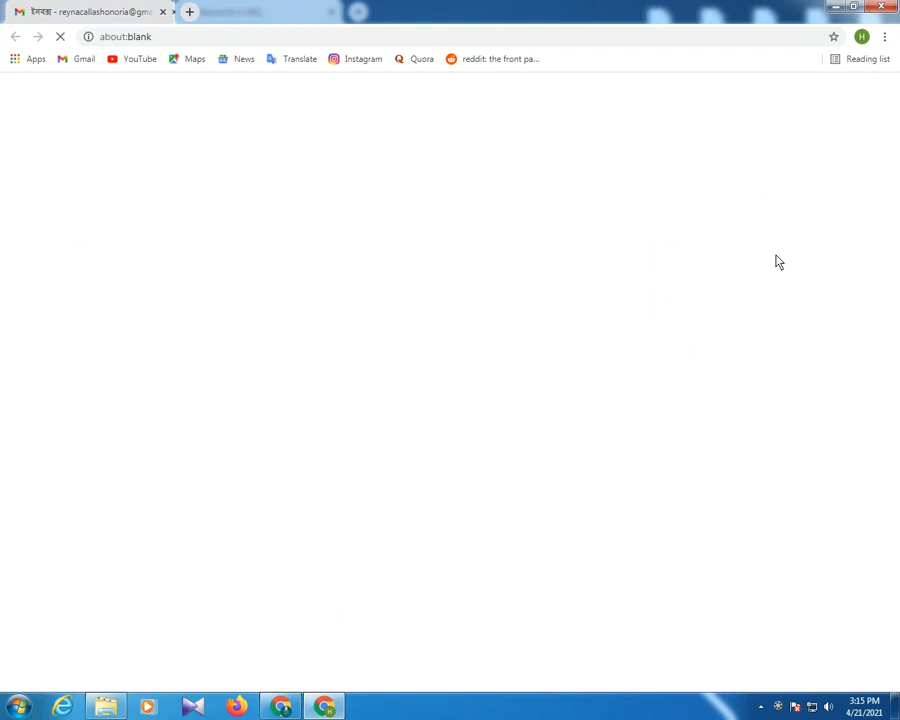 ইনবক্স - reynacallashonoria@gma
about:blank
H
Apps Gmail YouTube Maps News Translate Instagram Quora reddit: the front pa... Reading list
3:15 PM
4/21/2021